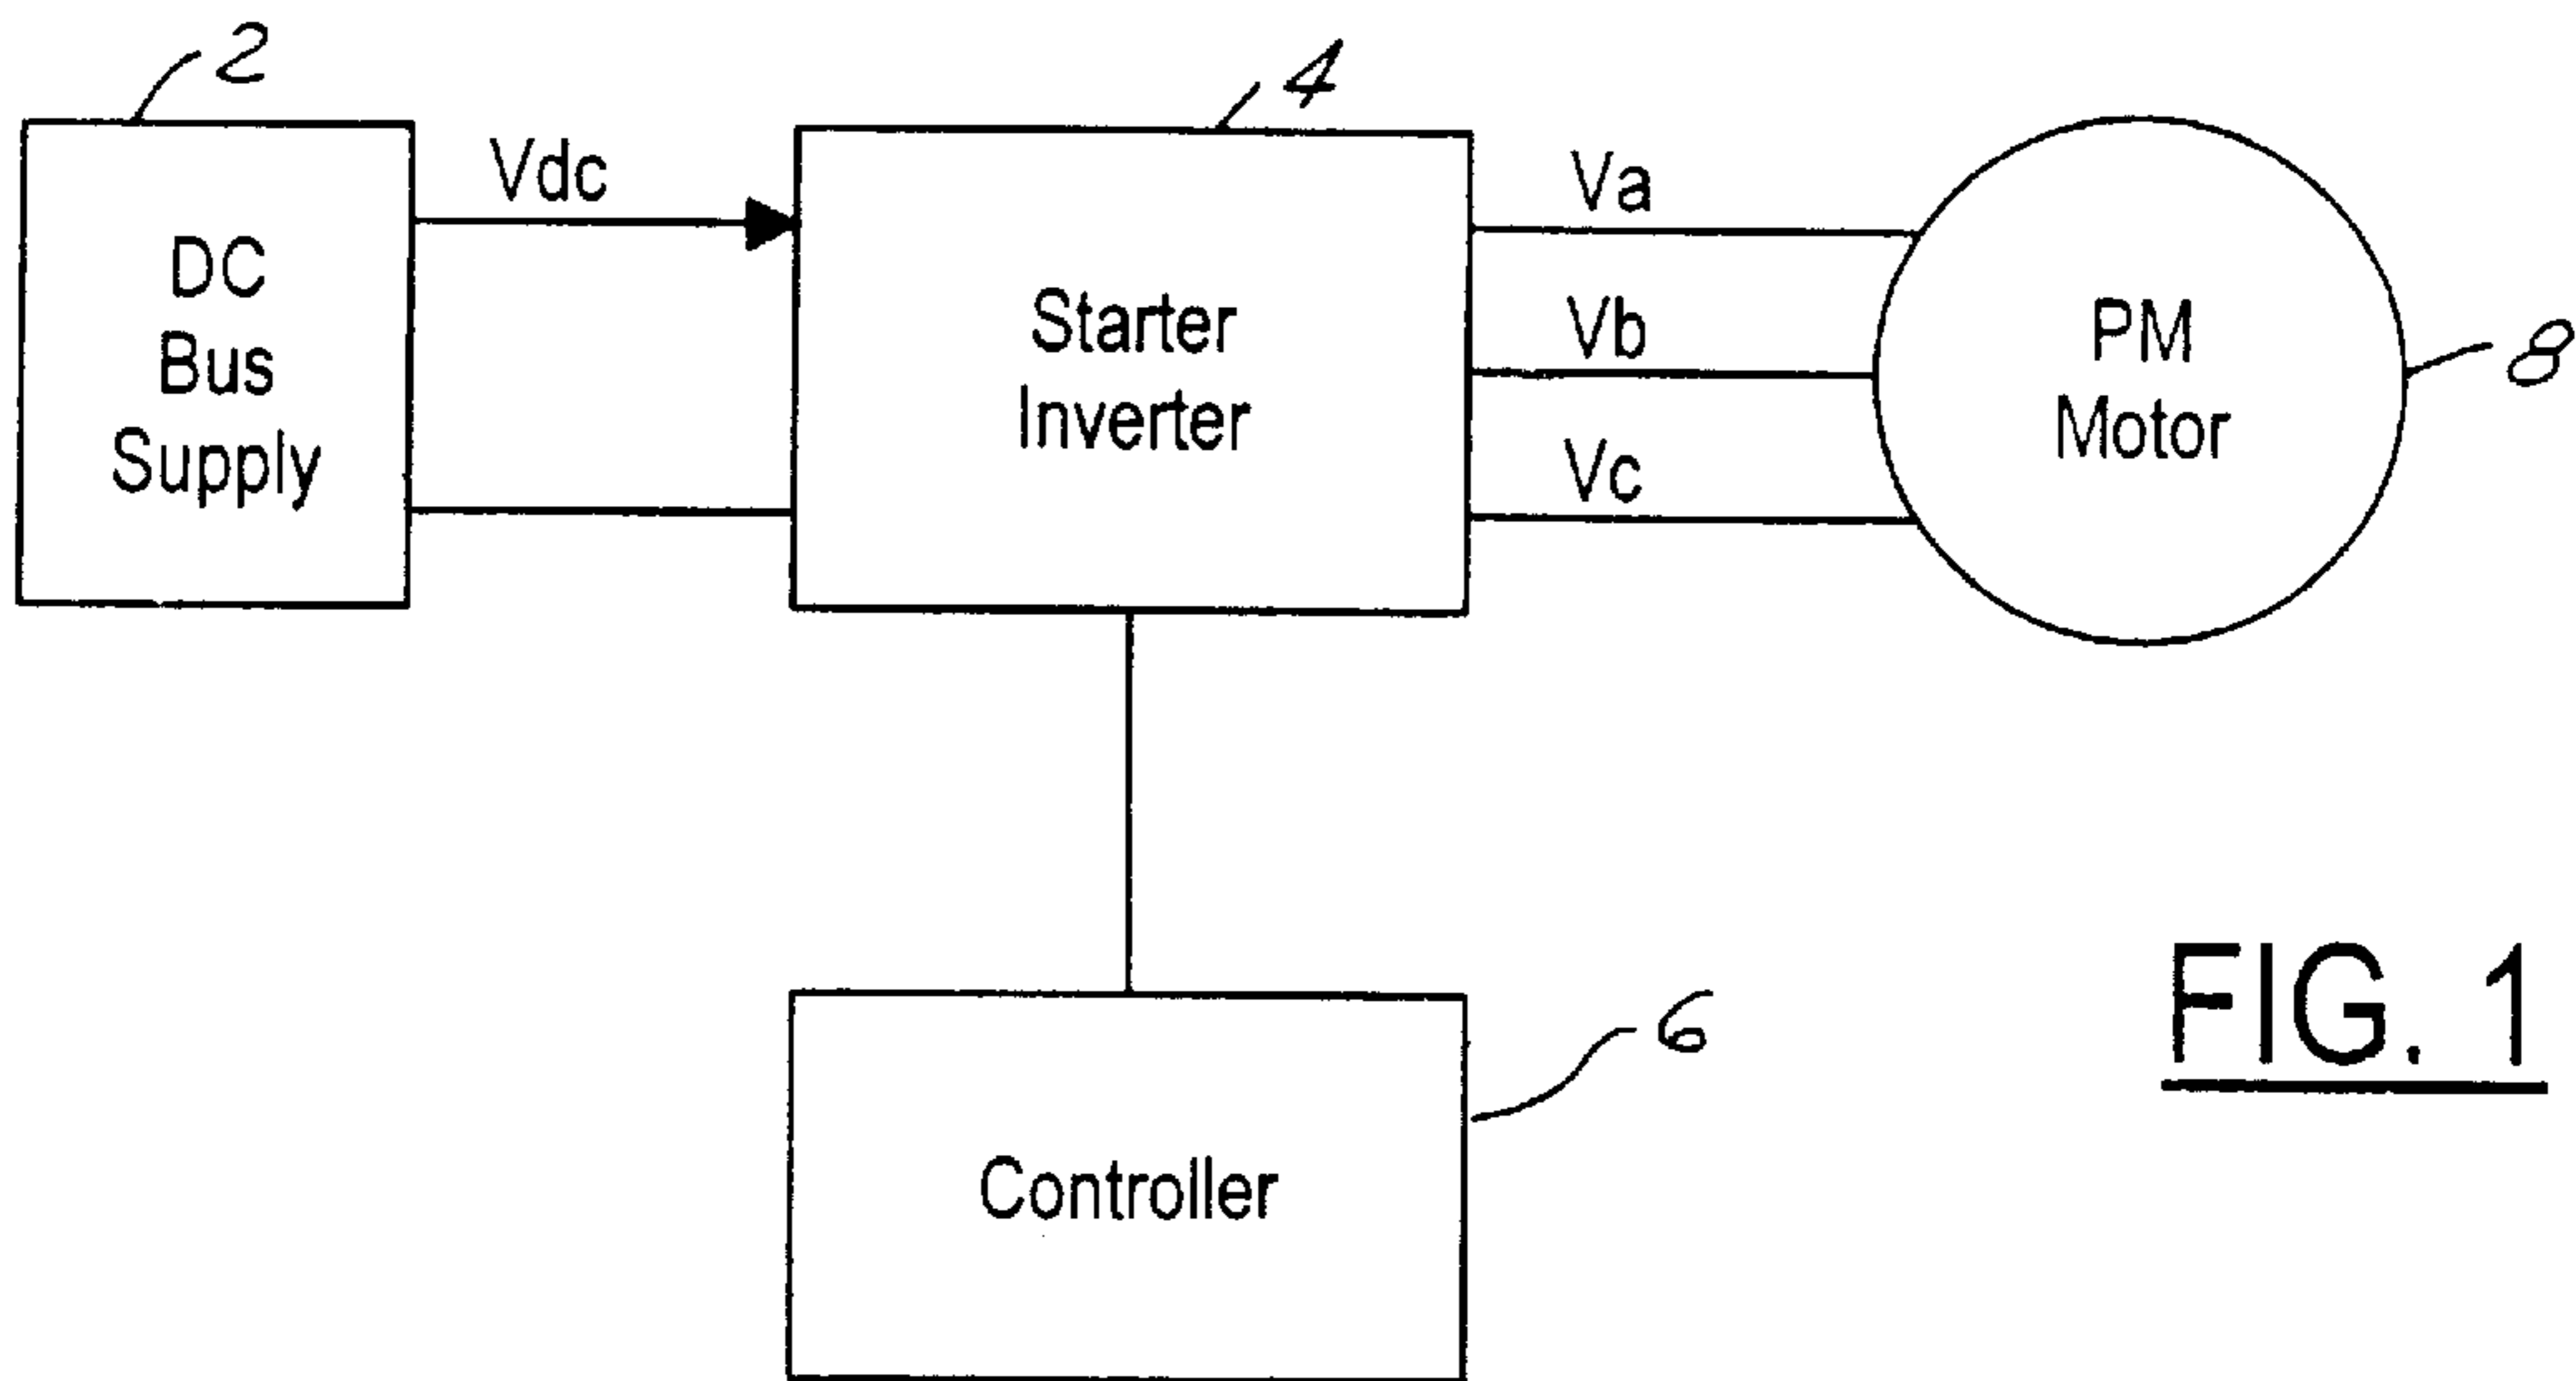 2
4
Vdc
DC
Bus
Supply
Starter
Inverter
Va
Vb
Vc
PM
Motor
8
6
Controller
FIG. 1